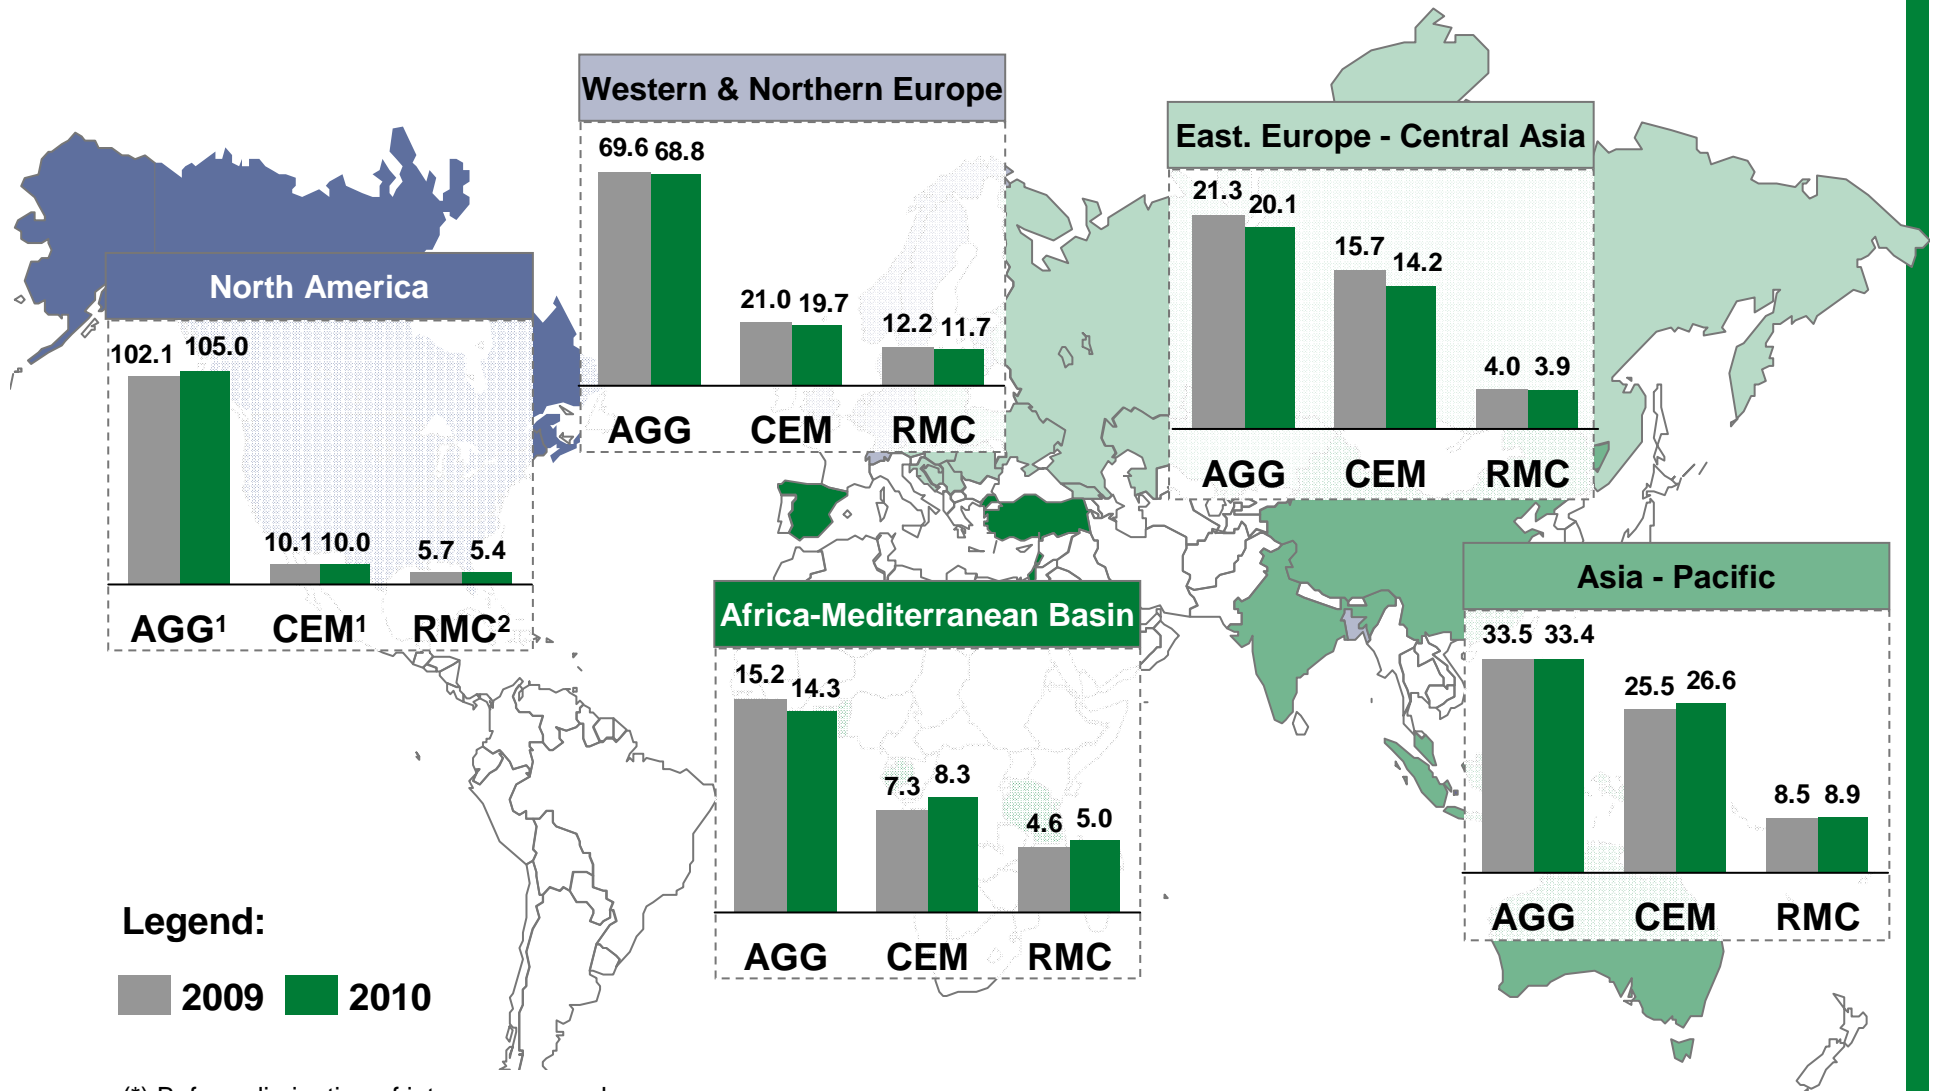 Western & Northern Europe
69.6 68.8
21.0 19.7
12.2 11.7
AGG CEM RMC
East. Europe - Central Asia
21.3 20.1
15.7 14.2
4.0 3.9
AGG CEM RMC
North America
102.1 105.0
10.1 10.0
5.7 5.4
AGG¹ CEM¹ RMC²
Africa-Mediterranean Basin
15.2 14.3
7.3 8.3
4.6 5.0
AGG CEM RMC
Asia - Pacific
33.5 33.4
25.5 26.6
8.5 8.9
AGG CEM RMC
Legend:
2009 2010